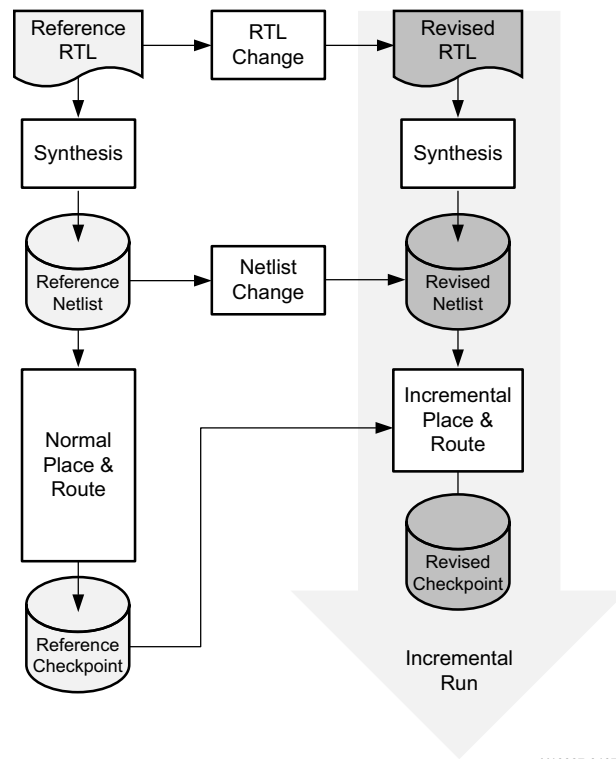 Reference
RTL
RTL
Change
Revised
RTL
Synthesis
Synthesis
Reference
Netlist
Netlist
Change
Revised
Netlist
Normal
Place &
Route
Incremental
Place &
Route
Revised
Checkpoint
Reference
Checkpoint
Incremental
Run